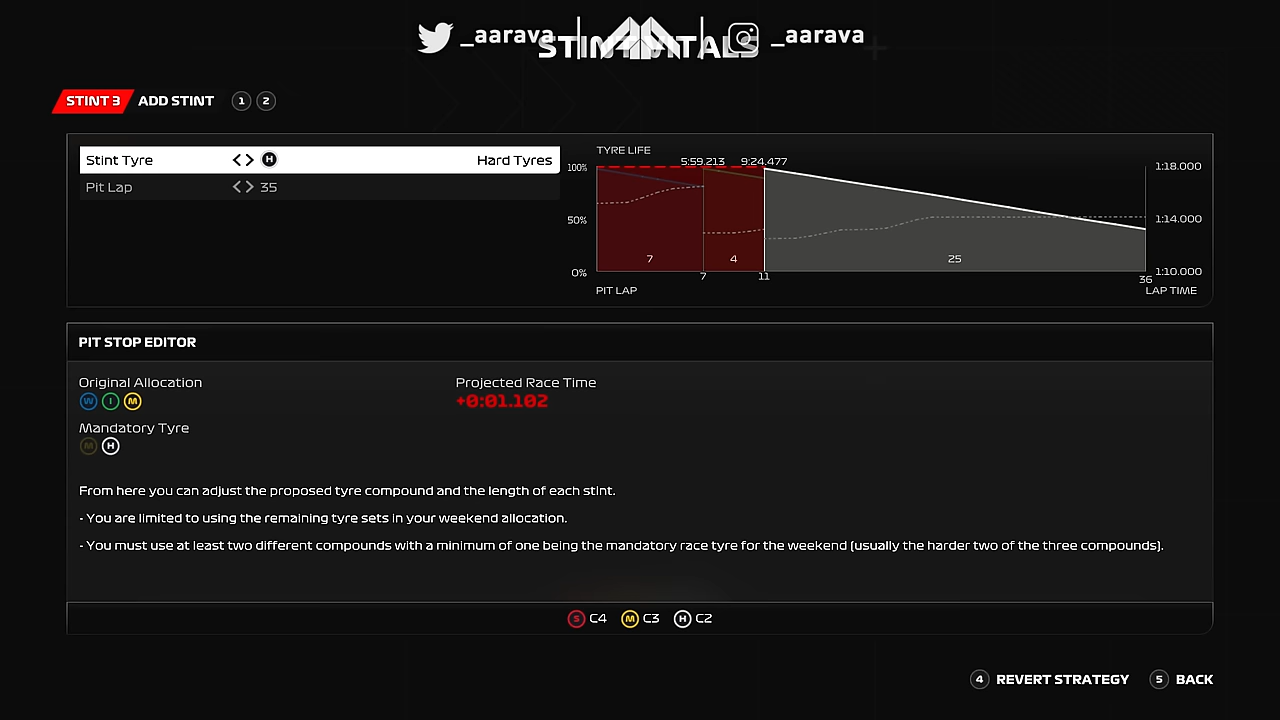 _aarava _aarava
STINT 3 ADD STINT 1 2
Stint Tyre H Hard Tyres
Pit Lap 35
TYRE LIFE
5:59.213 9:24.477
100% 1:18.000
50% 1:14.000
7 4 25
0% 7 11 36 1:10.000
PIT LAP LAP TIME
PIT STOP EDITOR
Original Allocation Projected Race Time
W I M +0:01.102
Mandatory Tyre
M H
From here you can adjust the proposed tyre compound and the length of each stint.
- You are limited to using the remaining tyre sets in your weekend allocation.
- You must use at least two different compounds with a minimum of one being the mandatory race tyre for the weekend (usually the harder two of the three compounds).
S C4 M C3 H C2
4 REVERT STRATEGY 5 BACK